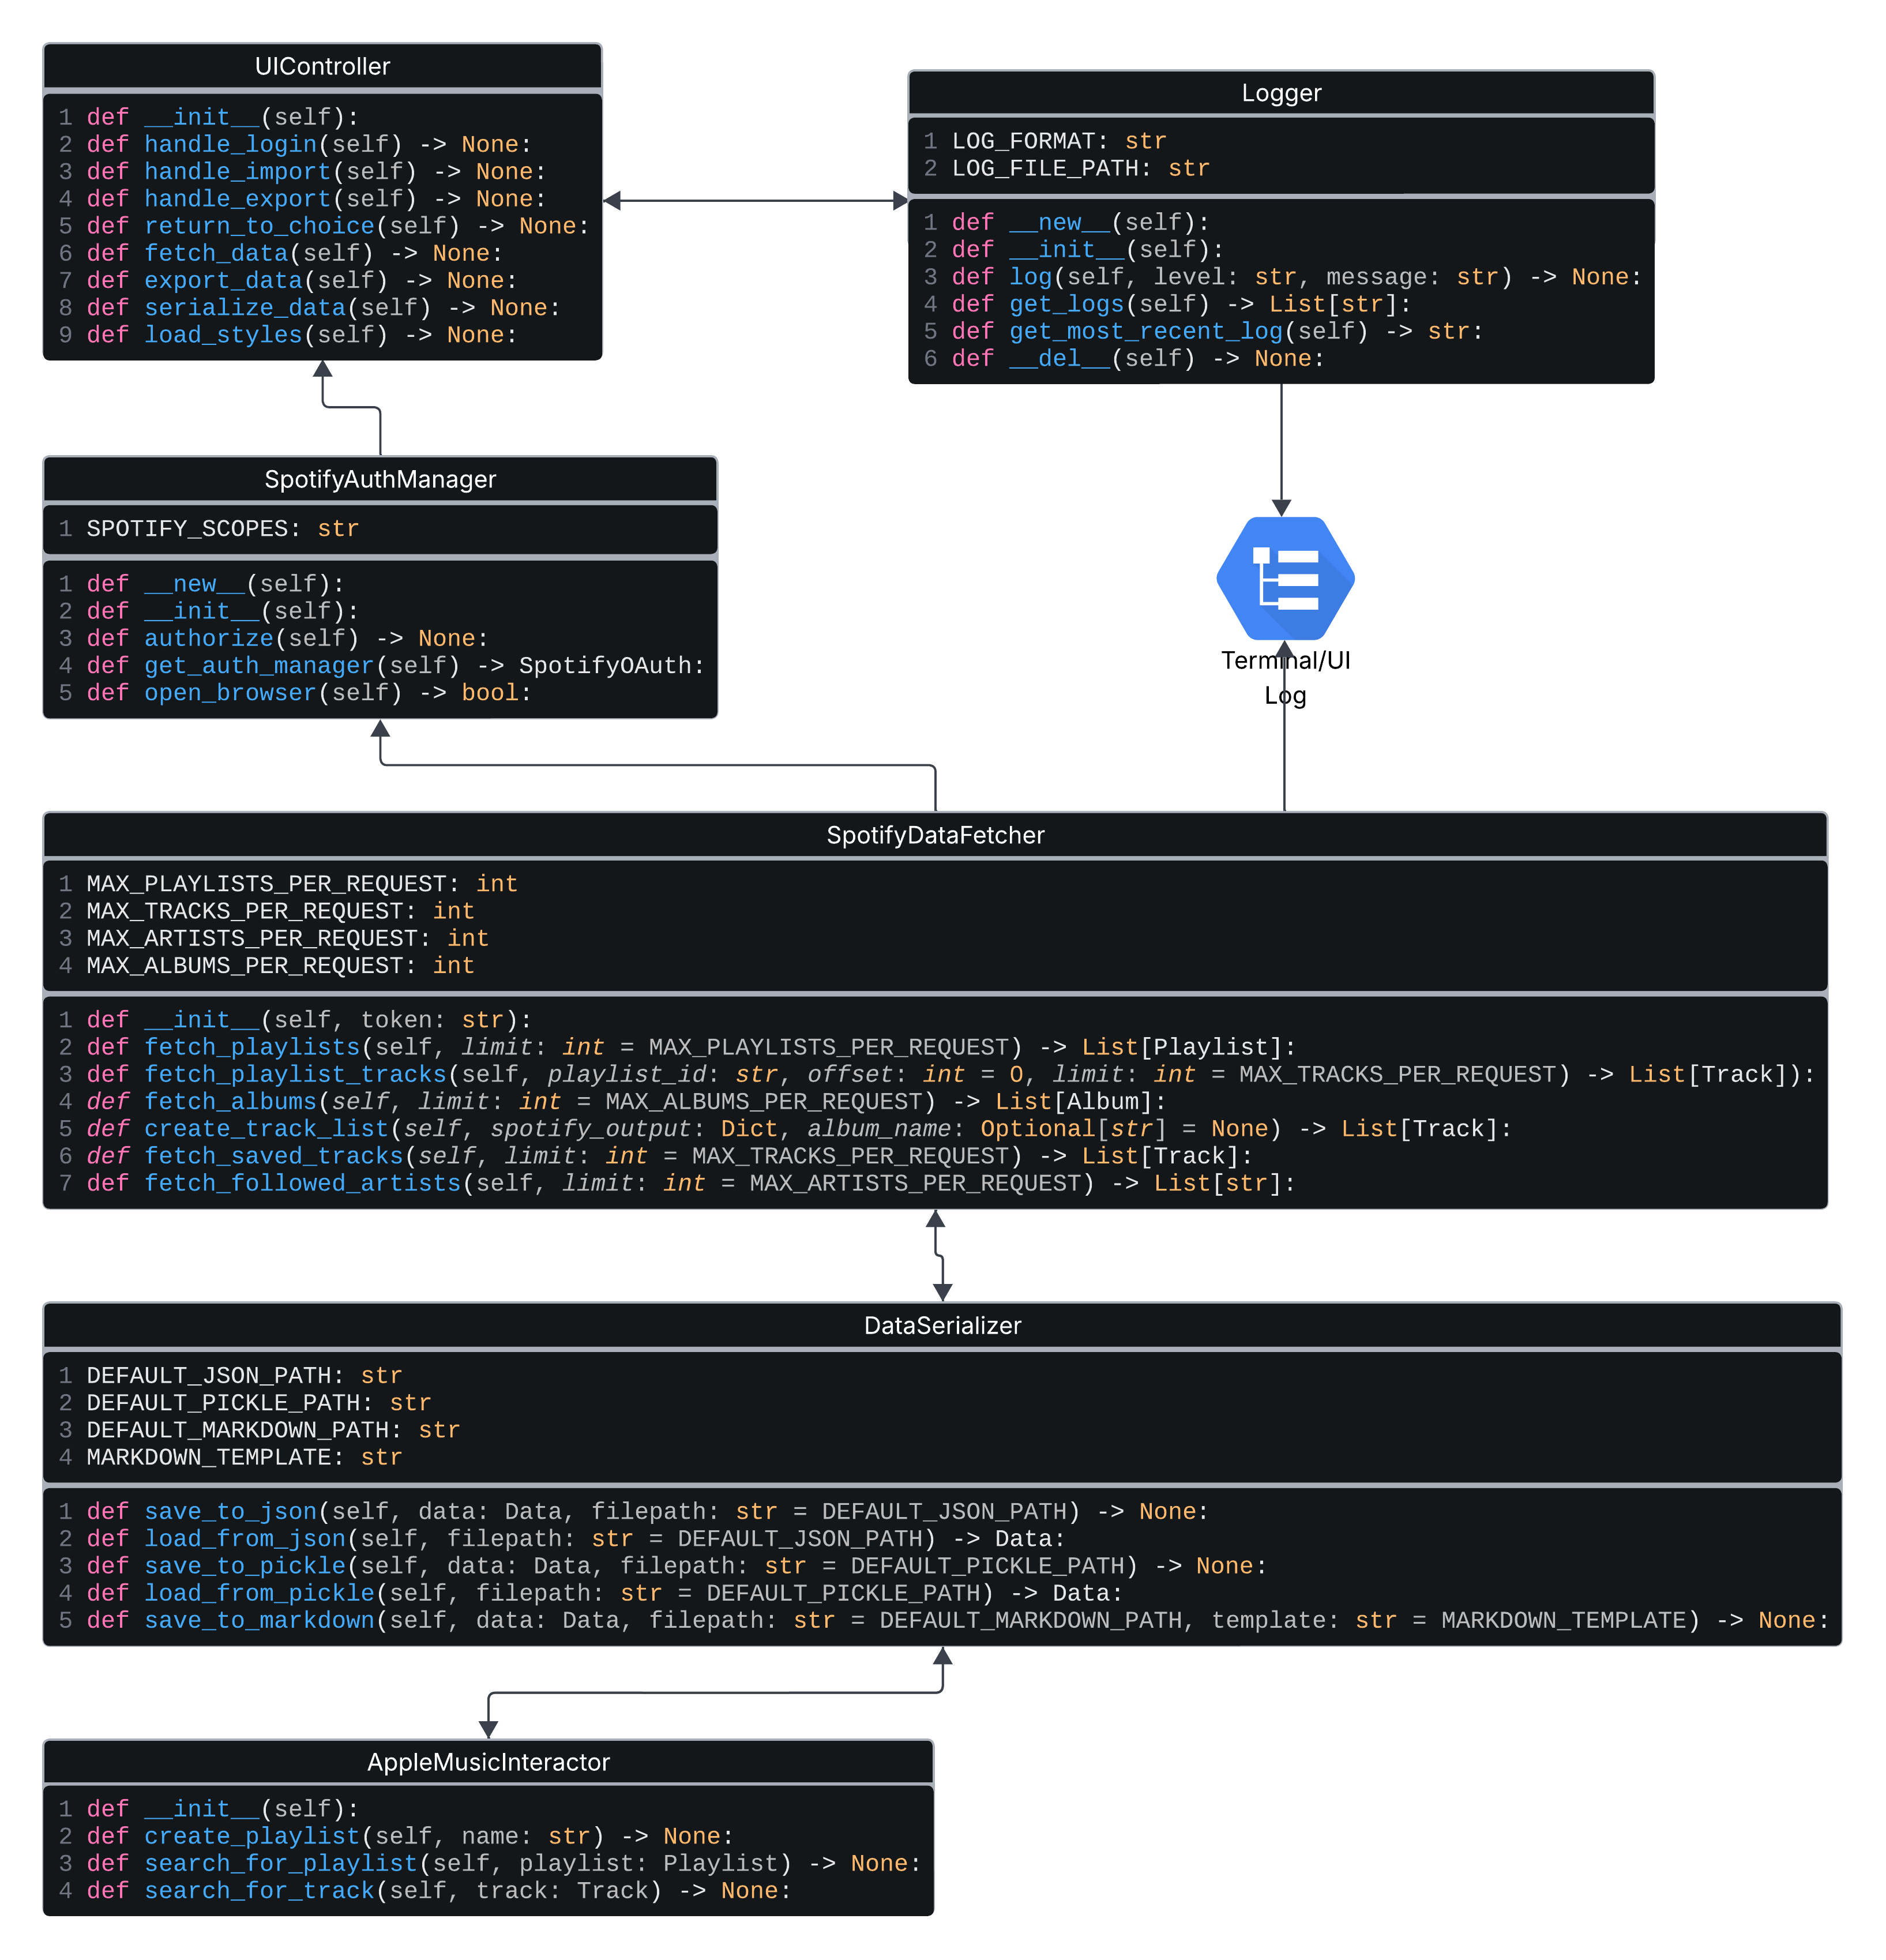 UIController
1 def __init__(self):
2 def handle_login(self) -> None:
3 def handle_import(self) -> None:
4 def handle_export(self) -> None:
5 def return_to_choice(self) -> None:
6 def fetch_data(self) -> None:
7 def export_data(self) -> None:
8 def serialize_data(self) -> None:
9 def load_styles(self) -> None:
Logger
1 LOG_FORMAT: str
2 LOG_FILE_PATH: str
1 def __new__(self):
2 def __init__(self):
3 def log(self, level: str, message: str) -> None:
4 def get_logs(self) -> List[str]:
5 def get_most_recent_log(self) -> str:
6 def __del__(self) -> None:
SpotifyAuthManager
1 SPOTIFY_SCOPES: str
1 def __new__(self):
2 def __init__(self):
3 def authorize(self) -> None:
4 def get_auth_manager(self) -> SpotifyOAuth:
5 def open_browser(self) -> bool:
Terminal/UI
Log
SpotifyDataFetcher
1 MAX_PLAYLISTS_PER_REQUEST: int
2 MAX_TRACKS_PER_REQUEST: int
3 MAX_ARTISTS_PER_REQUEST: int
4 MAX_ALBUMS_PER_REQUEST: int
1 def __init__(self, token: str):
2 def fetch_playlists(self, limit: int = MAX_PLAYLISTS_PER_REQUEST) -> List[Playlist]:
3 def fetch_playlist_tracks(self, playlist_id: str, offset: int = 0, limit: int = MAX_TRACKS_PER_REQUEST) -> List[Track]):
4 def fetch_albums(self, limit: int = MAX_ALBUMS_PER_REQUEST) -> List[Album]:
5 def create_track_list(self, spotify_output: Dict, album_name: Optional[str] = None) -> List[Track]:
6 def fetch_saved_tracks(self, limit: int = MAX_TRACKS_PER_REQUEST) -> List[Track]:
7 def fetch_followed_artists(self, limit: int = MAX_ARTISTS_PER_REQUEST) -> List[str]:
DataSerializer
1 DEFAULT_JSON_PATH: str
2 DEFAULT_PICKLE_PATH: str
3 DEFAULT_MARKDOWN_PATH: str
4 MARKDOWN_TEMPLATE: str
1 def save_to_json(self, data: Data, filepath: str = DEFAULT_JSON_PATH) -> None:
2 def load_from_json(self, filepath: str = DEFAULT_JSON_PATH) -> Data:
3 def save_to_pickle(self, data: Data, filepath: str = DEFAULT_PICKLE_PATH) -> None:
4 def load_from_pickle(self, filepath: str = DEFAULT_PICKLE_PATH) -> Data:
5 def save_to_markdown(self, data: Data, filepath: str = DEFAULT_MARKDOWN_PATH, template: str = MARKDOWN_TEMPLATE) -> None:
AppleMusicInteractor
1 def __init__(self):
2 def create_playlist(self, name: str) -> None:
3 def search_for_playlist(self, playlist: Playlist) -> None:
4 def search_for_track(self, track: Track) -> None: